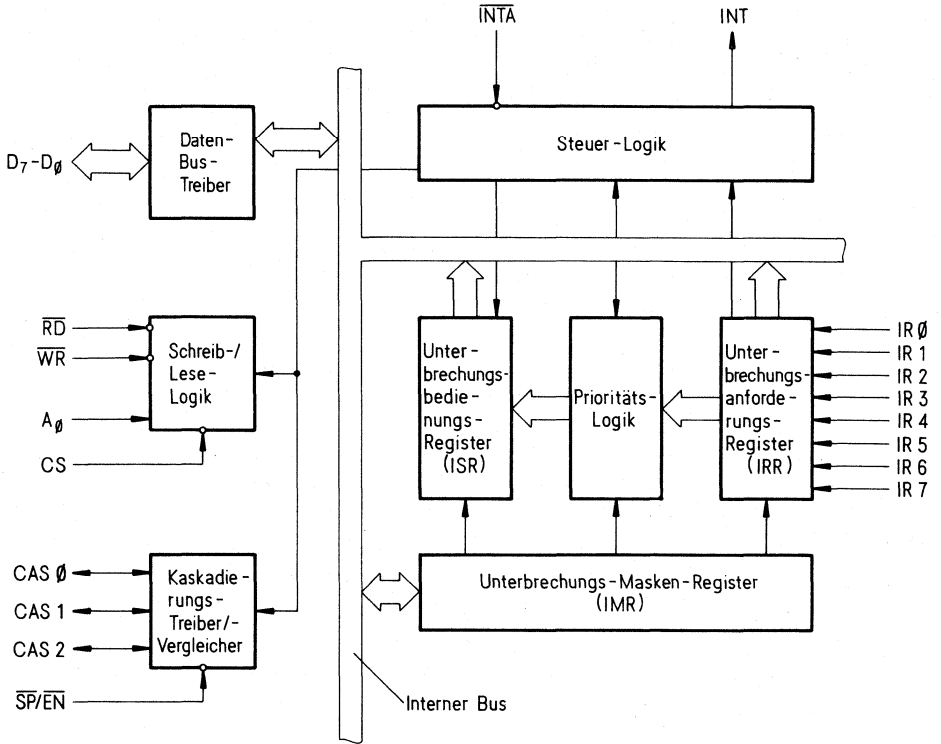 INTA
INT
Daten-
Bus-
Treiber
D7-DØ
Steuer-Logik
RD
WR
AØ
CS
Schreib-/
Lese-
Logik
Unter-
brechungs-
bedie-
nungs-
Register
(ISR)
Prioritäts-
Logik
Unter-
brechungs-
anforde-
rungs-
Register
(IRR)
IR Ø
IR 1
IR 2
IR 3
IR 4
IR 5
IR 6
IR 7
CAS Ø
CAS 1
CAS 2
SP/EN
Kaskadie-
rungs-
Treiber/-
Vergleicher
Unterbrechungs-Masken-Register
(IMR)
Interner Bus